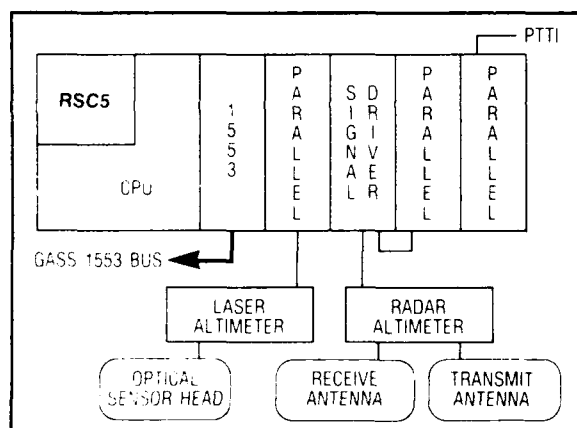 PTTI
RSC5
CPU
1553
PARALLEL
SIGNAL DRIVER
PARALLEL
PARALLEL
GASS 1553 BUS
LASER
ALTIMETER
RADAR
ALTIMETER
OPTICAL
SENSOR HEAD
RECEIVE
ANTENNA
TRANSMIT
ANTENNA